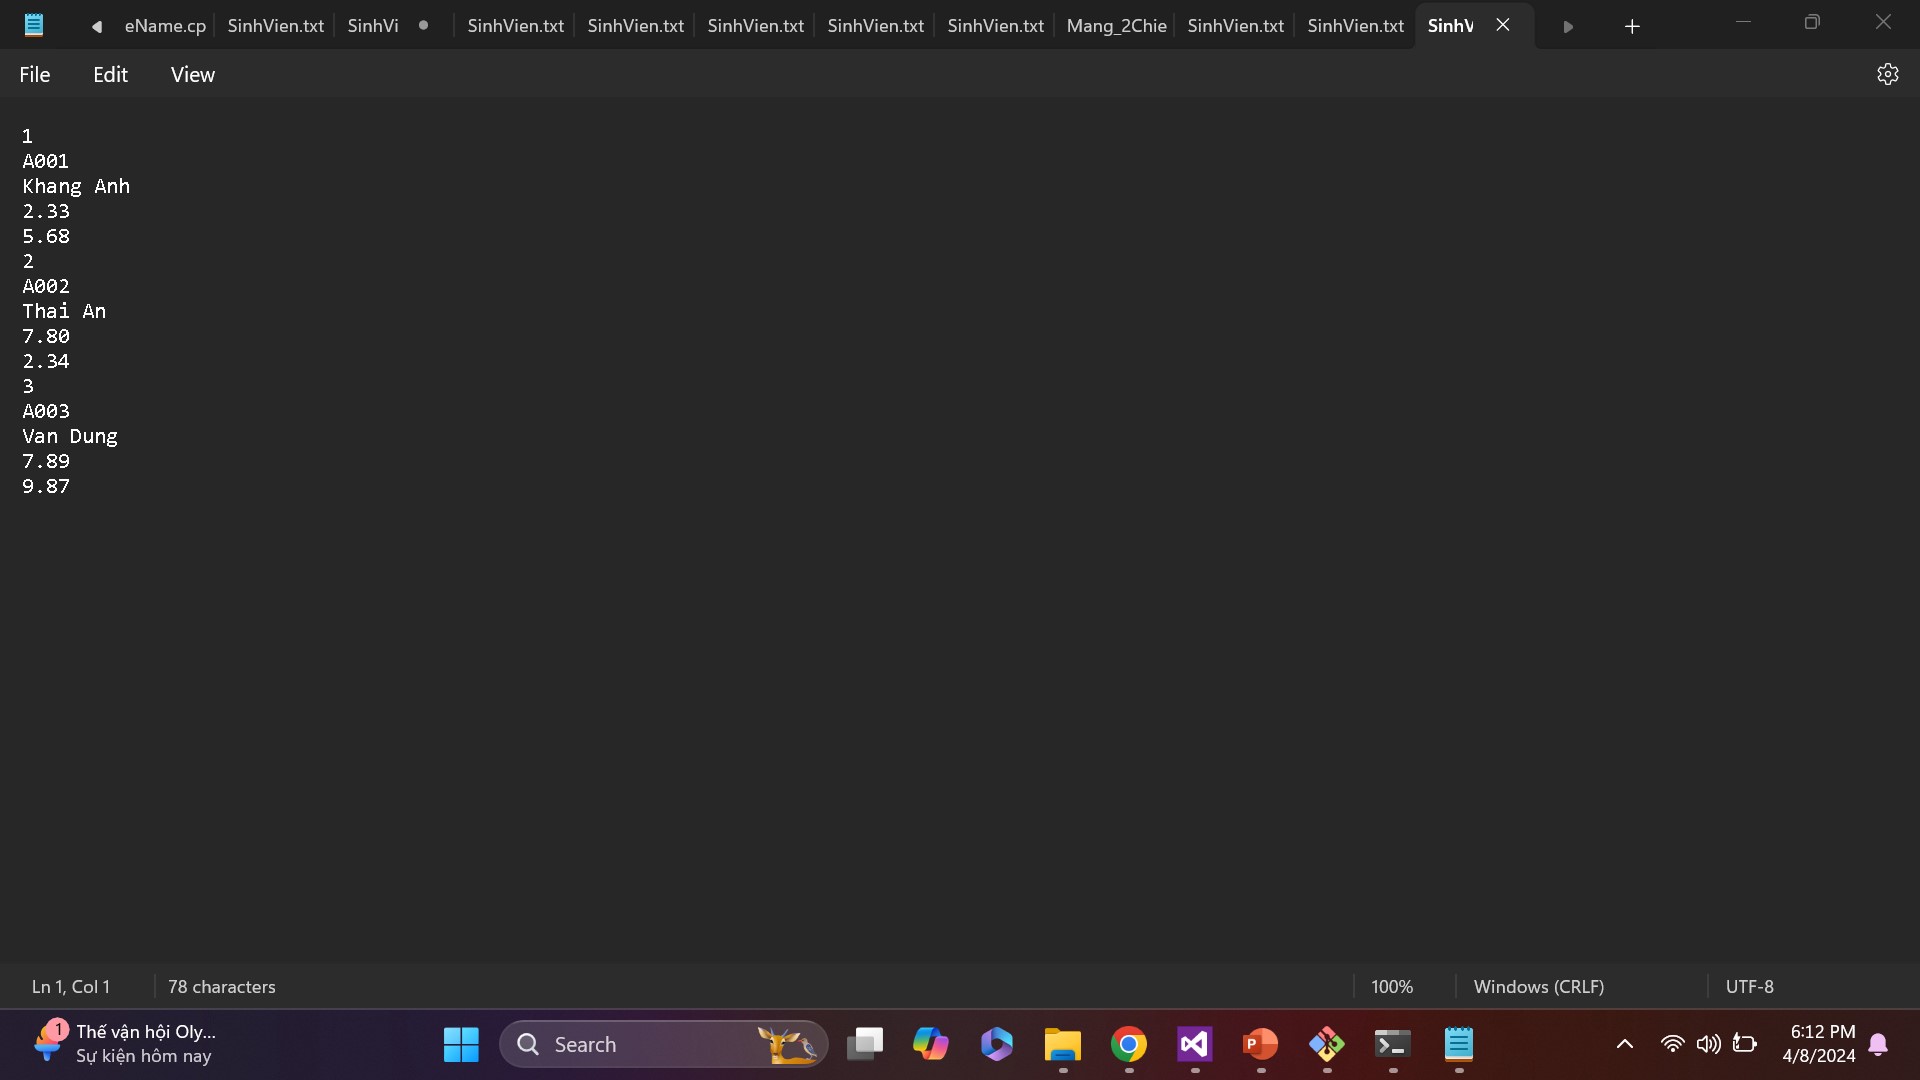 eName.cp SinhVien.txt SinhVi SinhVien.txt SinhVien.txt SinhVien.txt SinhVien.txt SinhVien.txt Mang_2Chie SinhVien.txt SinhVien.txt SinhV
File Edit View
1
A001
Khang Anh
2.33
5.68
2
A002
Thai An
7.80
2.34
3
A003
Van Dung
7.89
9.87
Ln 1, Col 1 78 characters 100% Windows (CRLF) UTF-8
1 Thế vận hội Oly...
Sự kiện hôm nay
Search
P
6:12 PM
4/8/2024